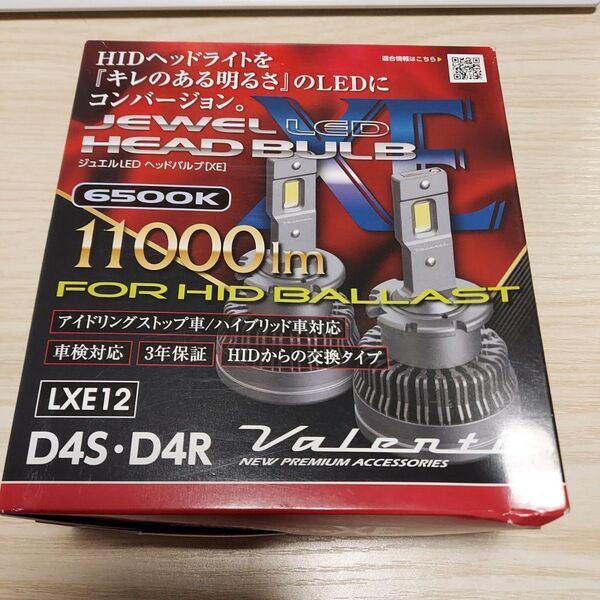 HIDヘッドライトを
『キレのある明るさ』のLEDに
コンバージョン。
適合情報はこちら
JEWEL LED
HEAD BULB
XE
ジュエルLED ヘッドバルブ[XE]
6500K
11000lm
FOR HID BALLAST
アイドリングストップ車/ハイブリッド車対応
車検対応
3年保証
HIDからの交換タイプ
LXE12
D4S・D4R
Valenti
NEW PREMIUM ACCESSORIES